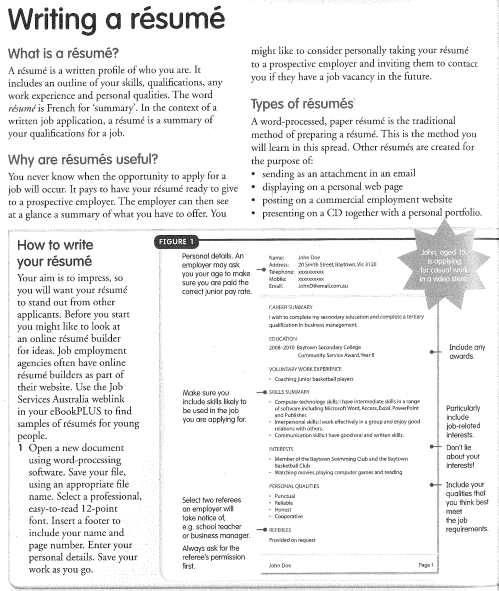 Writing a résumé
What is a résumé?
A résumé is a written profile of who you are. It
includes an outline of your skills, qualifications, any
work experience and personal qualities. The word
résumé is French for 'summary'. In the context of a
written job application, a résumé is a summary of
your qualifications for a job.
Why are résumés useful?
You never know when the opportunity to apply for a
job will occur. It pays to have your résumé ready to give
to a prospective employer. The employer can then see
at a glance a summary of what you have to offer. You
might like to consider personally taking your résumé
to a prospective employer and inviting them to contact
you if they have a job vacancy in the future.
Types of résumés
A word-processed, paper résumé is the traditional
method of preparing a résumé. This is the method you
will learn in this spread. Other résumés are created for
the purpose of:
• sending as an attachment in an email
• displaying on a personal web page
• posting on a commercial employment website
• presenting on a CD together with a personal portfolio.
How to write
your résumé
Your aim is to impress, so
you will want your résumé
to stand out from other
applicants. Before you start
you might like to look at
an online résumé builder
for ideas. Job employment
agencies often have online
résumé builders as part of
their website. Use the Job
Services Australia weblink
in your eBookPLUS to find
samples of résumés for young
people.
1 Open a new document
using word-processing
software. Save your file,
using an appropriate file
name. Select a professional,
easy-to-read 12-point
font. Insert a footer to
include your name and
page number. Enter your
personal details. Save your
work as you go.
FIGURE 1
Personal details. An
employer may ask
you your age to make
sure you are paid the
correct junior pay rate.
Make sure you
include skills likely to
be used in the job
you are applying for.
Select two referees
an employer will
take notice of,
e.g. school teacher
or business manager.
Always ask for the
referee's permission
first.
Name: John Doe
Address: 20 Smith Street, Baytown, Vic 3120
Telephone: xxxxxxxxxx
Mobile: xxxxxxxxxx
Email: JohnD@email.com.au
CAREER SUMMARY
I wish to complete my secondary education and complete a tertiary
qualification in business management.
EDUCATION
2008–2010 Baytown Secondary College
Community Service Award, Year 8
VOLUNTARY WORK EXPERIENCE
• Coaching junior basketball players
SKILLS SUMMARY
• Computer technology skills: I have intermediate skills in a range
of software including Microsoft Word, Access, Excel, PowerPoint
and Publisher.
• Interpersonal skills: I work effectively in a group and enjoy good
relations with others.
• Communication skills: I have good oral and written skills.
INTERESTS
• Member of the Baytown Swimming Club and the Baytown
Basketball Club
• Watching movies, playing computer games and reading
PERSONAL QUALITIES
• Punctual
• Reliable
• Honest
• Cooperative
REFEREES
Provided on request
John Doe Page 1
John, aged 15,
is applying
for casual work
in a video store.
Include any
awards.
Particularly
include
job-related
interests.
Don't lie
about your
interests!
Include your
qualities that
you think best
meet
the job
requirements.